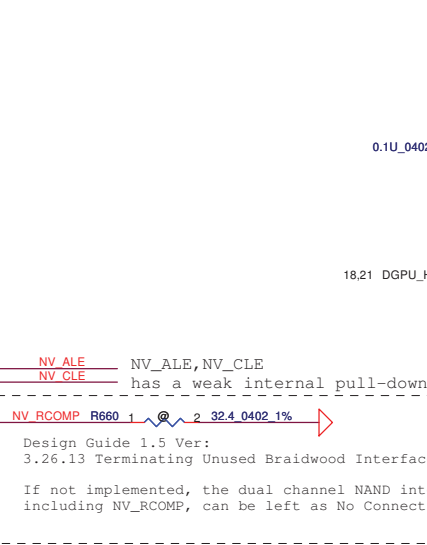 0.1U_0402
18,21 DGPU_H
NV_ALE NV_ALE,NV_CLE
NV_CLE has a weak internal pull-down
NV_RCOMP R660 1 @ 2 32.4_0402_1%
Design Guide 1.5 Ver:
3.26.13 Terminating Unused Braidwood Interfac
If not implemented, the dual channel NAND int
including NV_RCOMP, can be left as No Connect